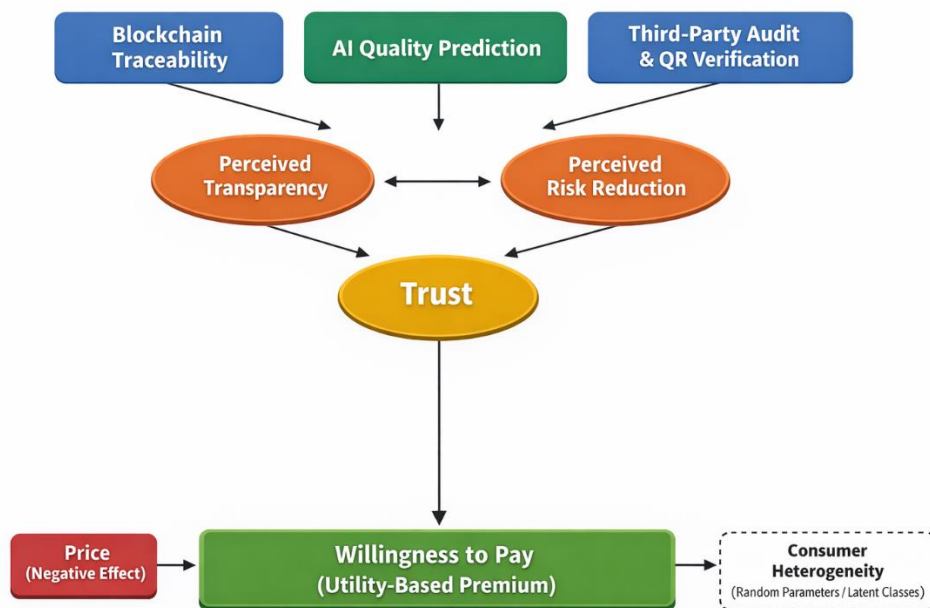 Blockchain
Traceability
AI Quality Prediction
Third-Party Audit
& QR Verification
Perceived
Transparency
Perceived
Risk Reduction
Trust
Price
(Negative Effect)
Willingness to Pay
(Utility-Based Premium)
Consumer
Heterogeneity
(Random Parameters / Latent Classes)